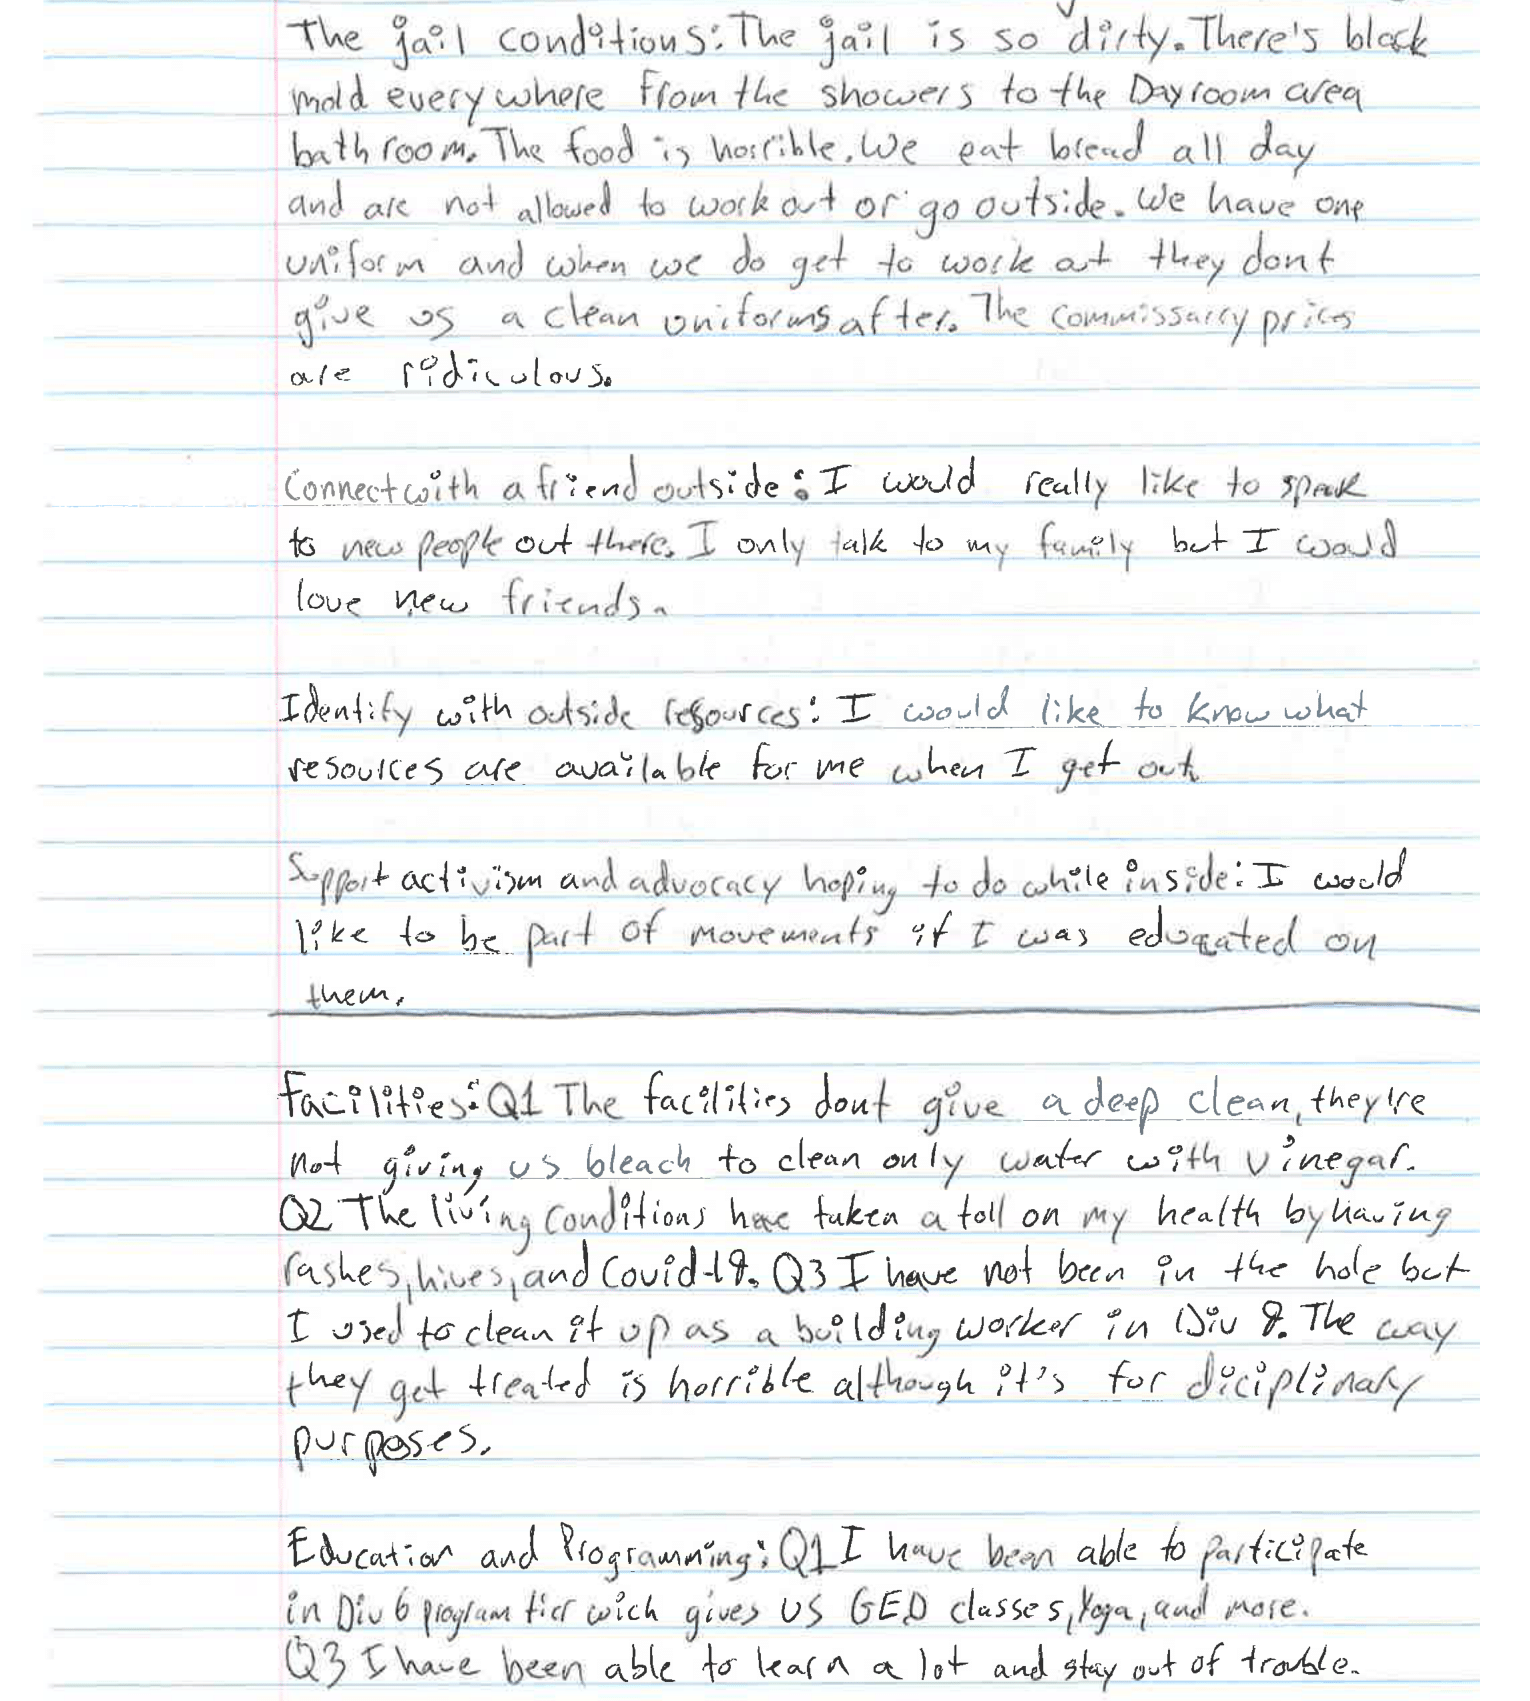 The jail conditions: The jail is so dirty. There's black
mold everywhere from the showers to the Dayroom area
bathroom. The food is horrible. We eat bread all day
and are not allowed to work out or go outside. We have one
uniform and when we do get to work out they dont
give us a clean uniforms after. The commissarry prices
are ridiculous.
Connect with a friend outside: I would really like to speak
to new people out there. I only talk to my family but I would
love new friends.
Identify with outside resources: I would like to know what
resources are available for me when I get out.
Support activism and advocacy hoping to do while inside: I would
like to be part of movements if I was educated on
them.
Facilities: Q1 The facilities dont give a deep clean, they're
not giving us bleach to clean only water with vinegar.
Q2 The living conditions have taken a toll on my health by having
rashes, hives, and Covid-19. Q3 I have not been in the hole but
I used to clean it up as a building worker in Div 9. The way
they get treated is horrible although it's for diciplinary
purposes.
Education and Programming: Q1 I have been able to participate
in Div 6 program tier wich gives us GED classes, Yoga, and more.
Q3 I have been able to learn a lot and stay out of trouble.